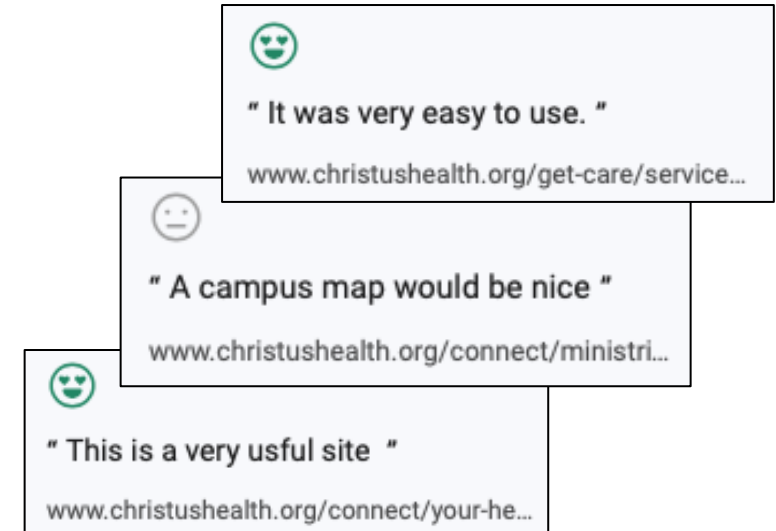 " It was very easy to use. "
www.christushealth.org/get-care/service...
" A campus map would be nice "
www.christushealth.org/connect/ministri...
" This is a very usful site  "
www.christushealth.org/connect/your-he...